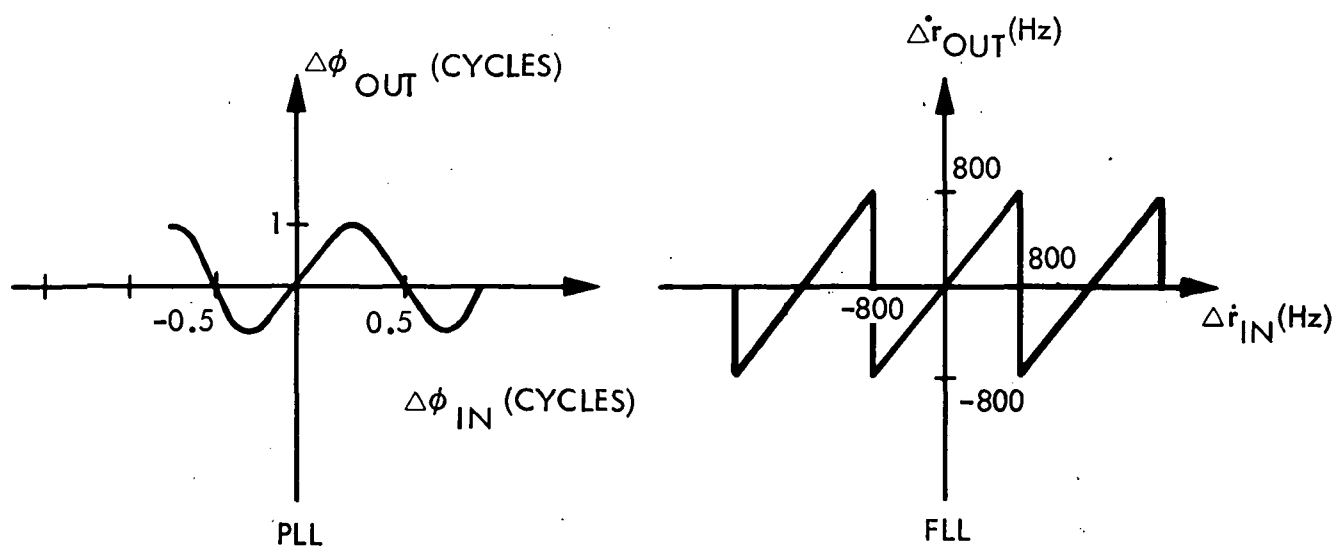 Δϕ OUT (CYCLES)
1
-0.5
0.5
Δϕ IN (CYCLES)
PLL
Δṙ OUT (Hz)
800
800
-800
Δṙ IN (Hz)
-800
FLL